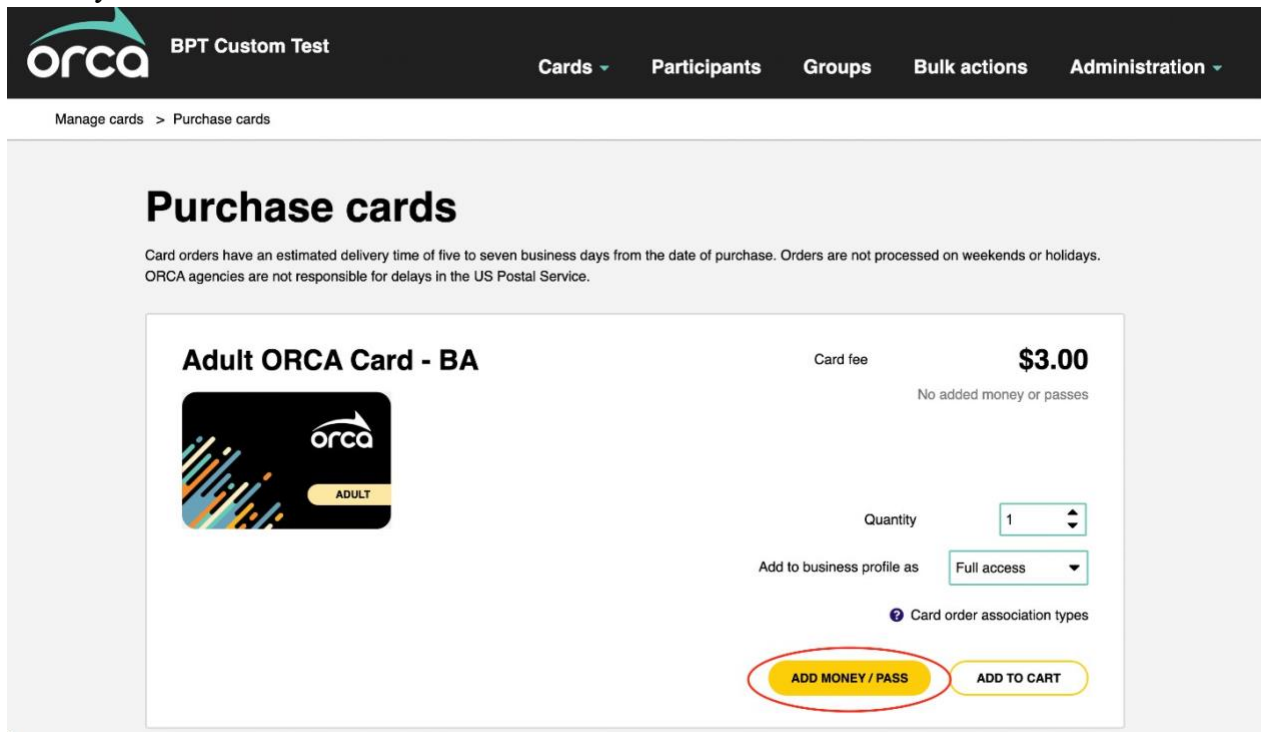 orca
BPT Custom Test
Cards
Participants
Groups
Bulk actions
Administration
Manage cards > Purchase cards
Purchase cards
Card orders have an estimated delivery time of five to seven business days from the date of purchase. Orders are not processed on weekends or holidays.
ORCA agencies are not responsible for delays in the US Postal Service.
Adult ORCA Card - BA
Card fee
$3.00
No added money or passes
orca
ADULT
Quantity
1
Add to business profile as
Full access
? Card order association types
ADD MONEY / PASS
ADD TO CART